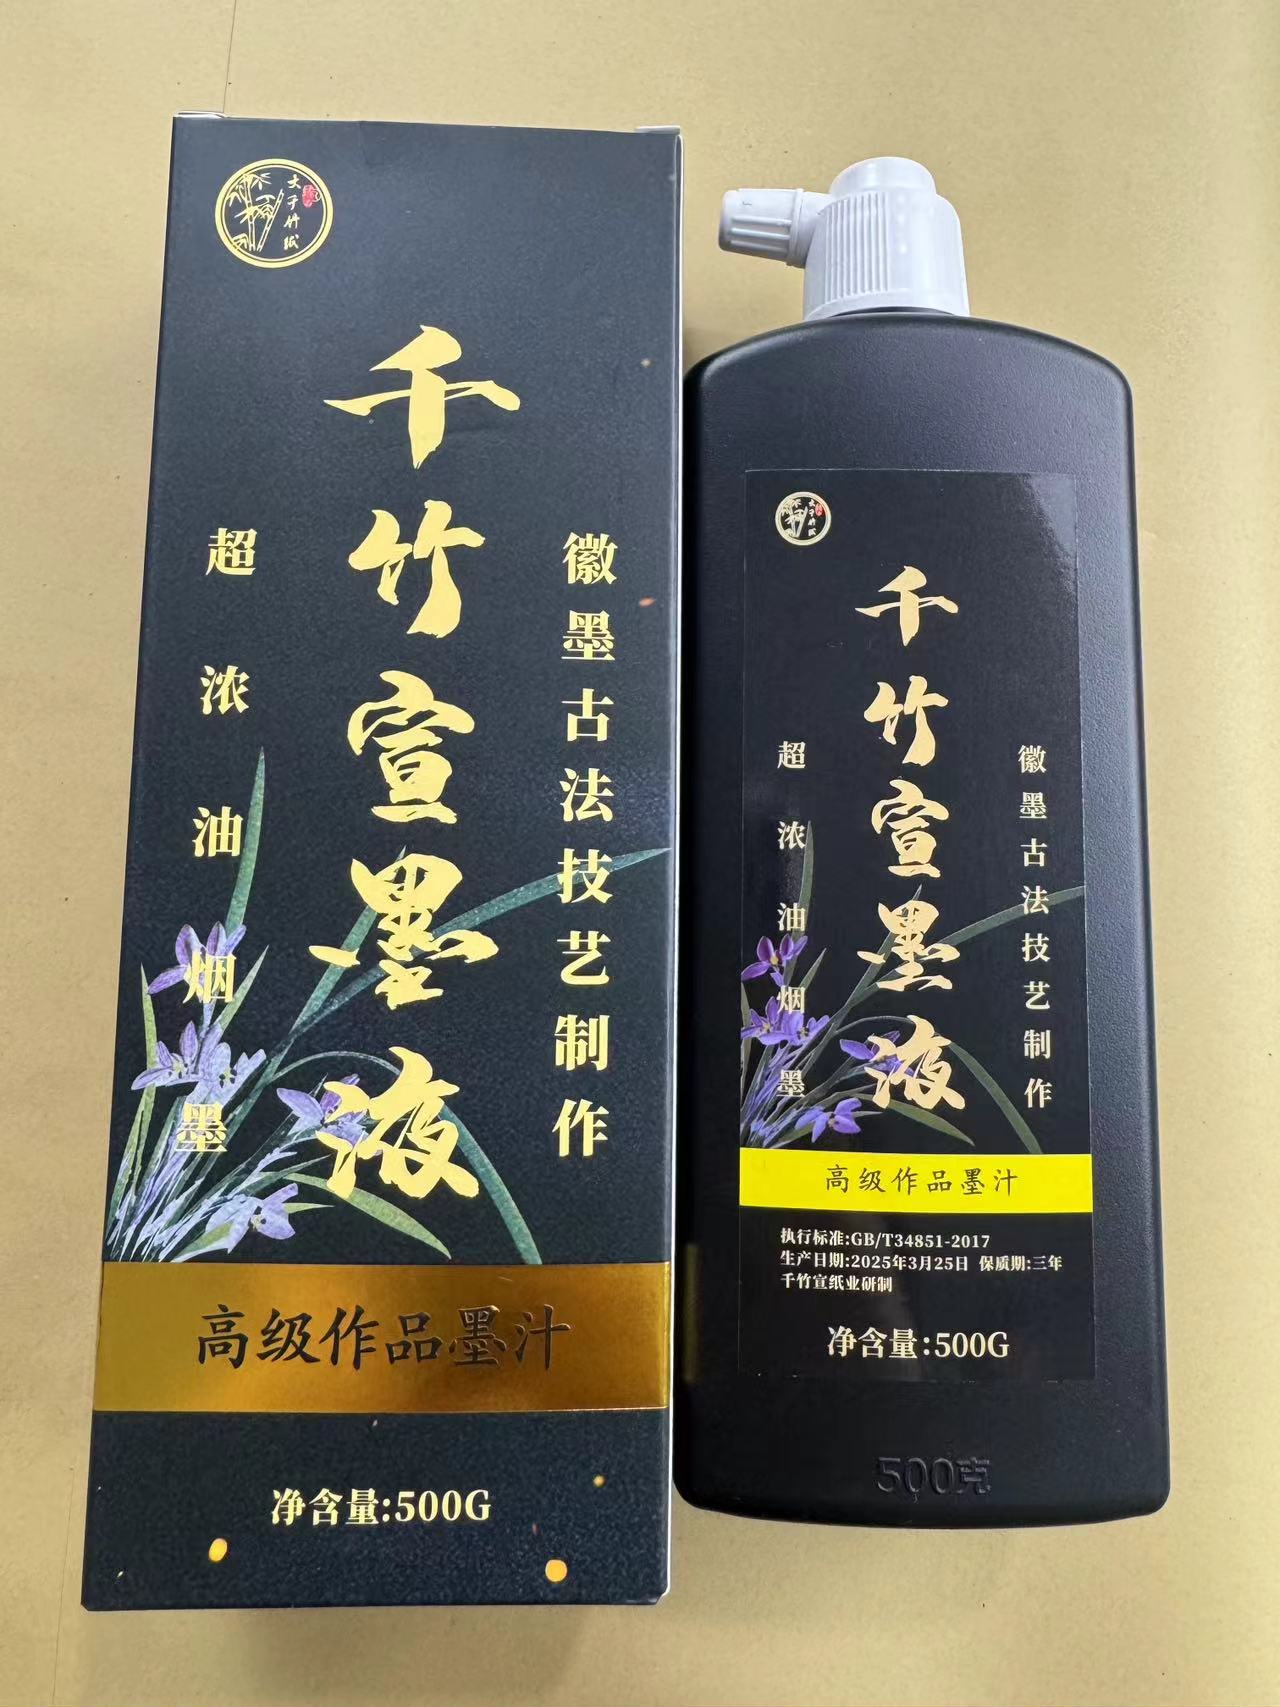 大千竹紙
千竹宣墨液
徽墨古法技艺制作
超浓油烟墨
高级作品墨汁
净含量:500G
千竹宣墨液
徽墨古法技艺制作
超浓油烟墨
高级作品墨汁
执行标准:GB/T34851-2017
生产日期:2025年3月25日 保质期:三年
千竹宣纸业研制
净含量:500G
500克